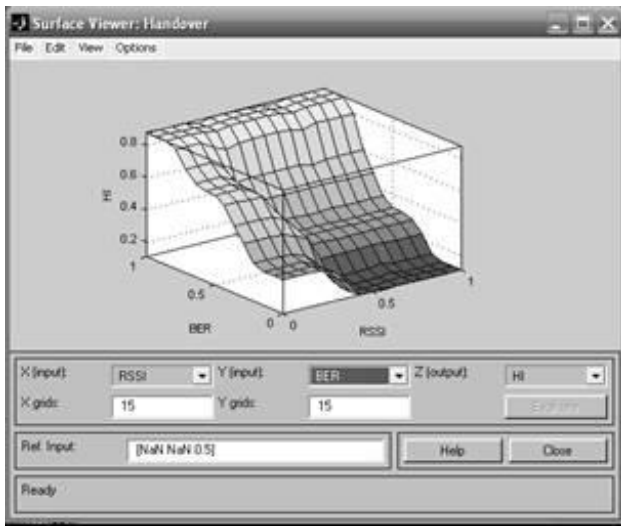 Surface Viewer: Handover
File Edit View Options
0.8
0.6
0.4
0.2
HI
1
0.5
0
BER
0
0.5
1
RSSI
X (input): RSSI Y (input): BER Z (output): HI
X grids: 15 Y grids: 15
Ref. Input: [NaN NaN 0.5] Help Close
Ready